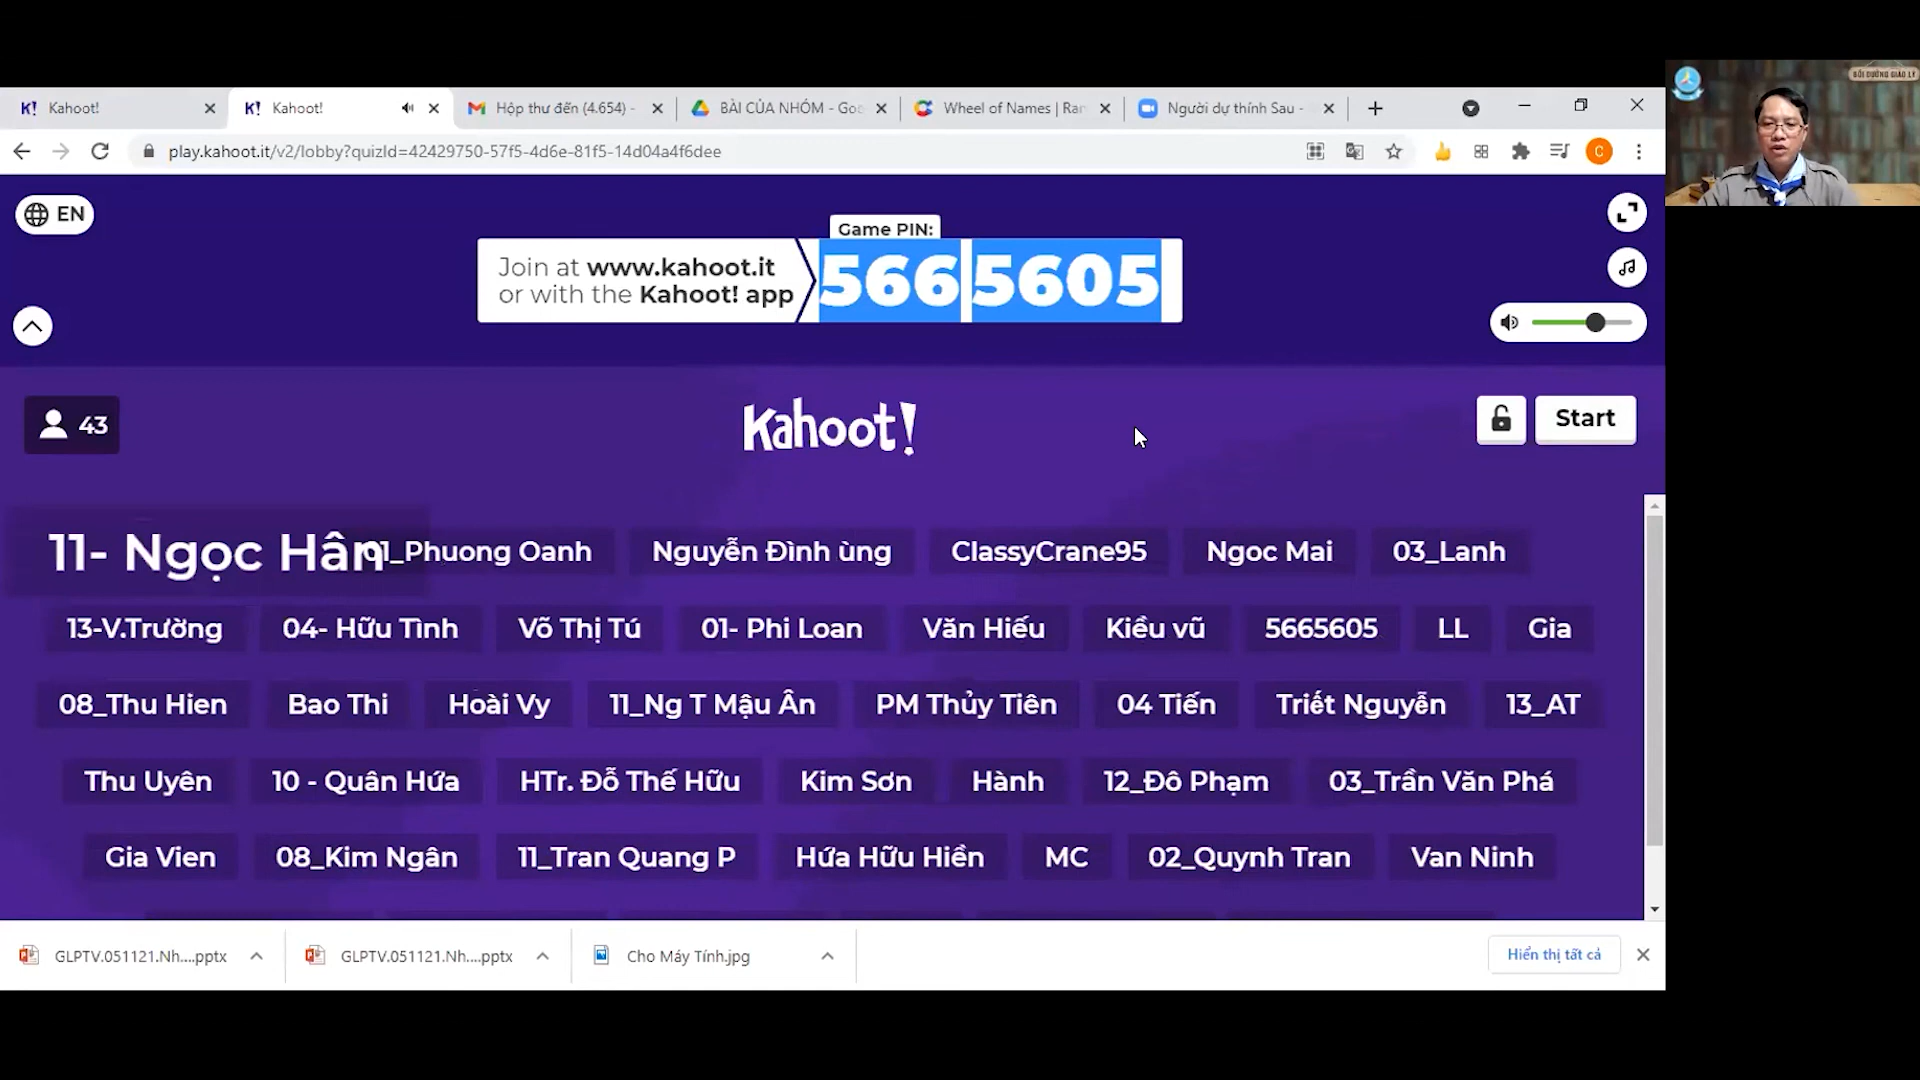 Kahoot!
Kahoot!
Hộp thư đến (4.654) -
BÀI CỦA NHÓM - Goo
Wheel of Names | Ran
Người dự thính Sau -
play.kahoot.it/v2/lobby?quizId=42429750-57f5-4d6e-81f5-14d04a4f6dee
C
BỒI DƯỠNG GIÁO LÝ
EN
Game PIN:
Join at www.kahoot.it
or with the Kahoot! app
566 5605
43
Kahoot!
Start
11- Ngọc Hân
01_Phuong Oanh
Nguyễn Đình ùng
ClassyCrane95
Ngoc Mai
03_Lanh
13-V.Trường
04- Hữu Tình
Võ Thị Tú
01- Phi Loan
Văn Hiếu
Kiều vũ
5665605
LL
Gia
08_Thu Hien
Bao Thi
Hoài Vy
11_Ng T Mậu Ân
PM Thủy Tiên
04 Tiến
Triết Nguyễn
13_AT
Thu Uyên
10 - Quân Hứa
HTr. Đỗ Thế Hữu
Kim Sơn
Hành
12_Đô Phạm
03_Trần Văn Phá
Gia Vien
08_Kim Ngân
11_Tran Quang P
Hứa Hữu Hiền
MC
02_Quynh Tran
Van Ninh
GLPTV.051121.Nh....pptx
GLPTV.051121.Nh....pptx
Cho Máy Tính.jpg
Hiển thị tất cả